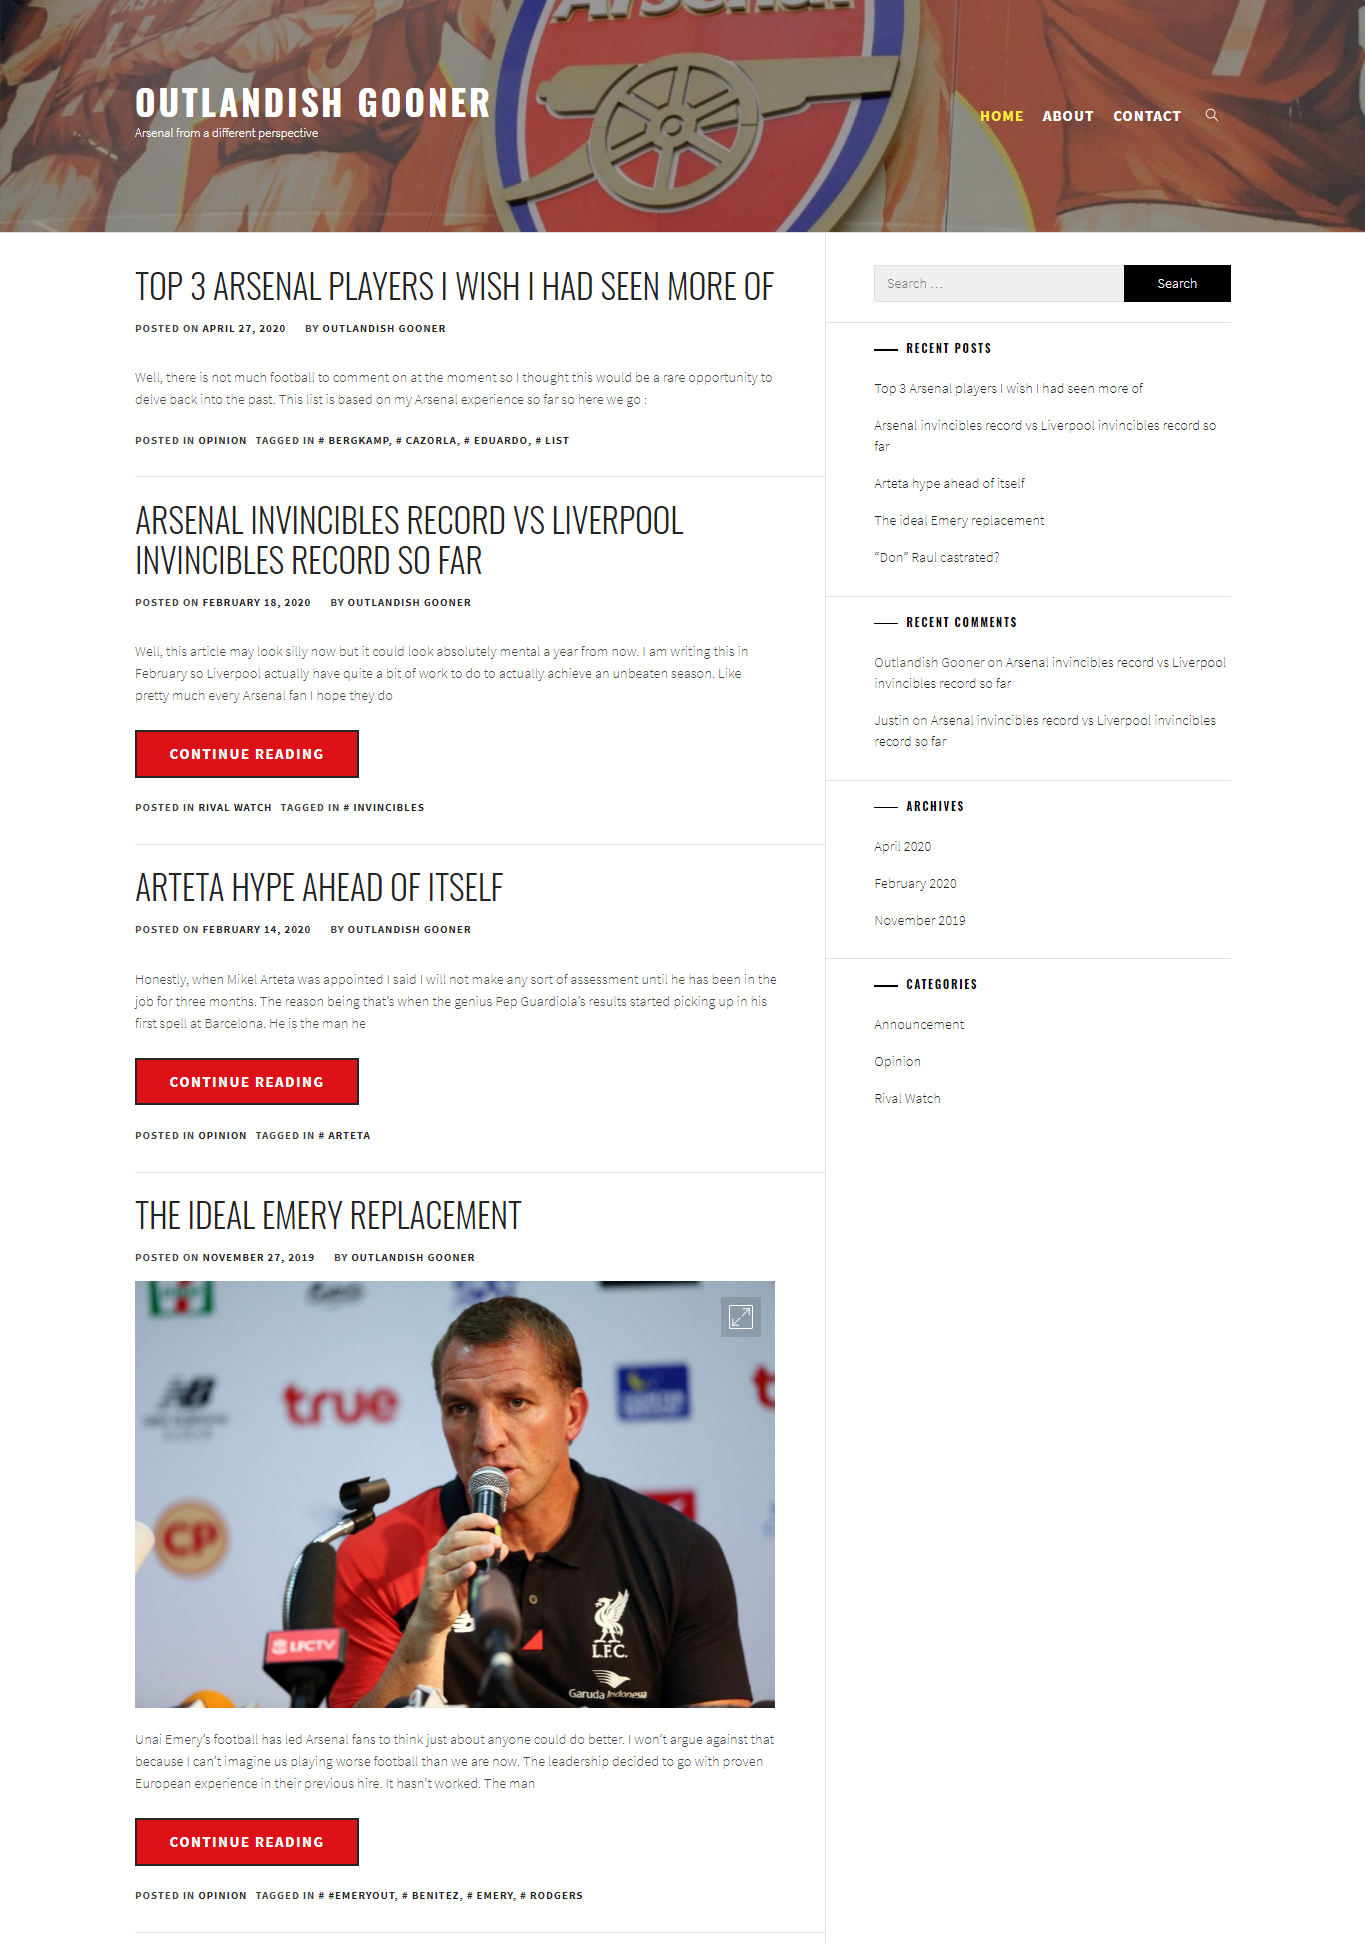 Arsenal
OUTLANDISH GOONER
Arsenal from a different perspective
HOME ABOUT CONTACT
TOP 3 ARSENAL PLAYERS I WISH I HAD SEEN MORE OF
POSTED ON APRIL 27, 2020 BY OUTLANDISH GOONER
Well, there is not much football to comment on at the moment so I thought this would be a rare opportunity to
delve back into the past. This list is based on my Arsenal experience so far so here we go :
POSTED IN OPINION TAGGED IN # BERGKAMP, # CAZORLA, # EDUARDO, # LIST
ARSENAL INVINCIBLES RECORD VS LIVERPOOL
INVINCIBLES RECORD SO FAR
POSTED ON FEBRUARY 18, 2020 BY OUTLANDISH GOONER
Well, this article may look silly now but it could look absolutely mental a year from now. I am writing this in
February so Liverpool actually have quite a bit of work to do to actually achieve an unbeaten season. Like
pretty much every Arsenal fan I hope they do
CONTINUE READING
POSTED IN RIVAL WATCH TAGGED IN # INVINCIBLES
ARTETA HYPE AHEAD OF ITSELF
POSTED ON FEBRUARY 14, 2020 BY OUTLANDISH GOONER
Honestly, when Mikel Arteta was appointed I said I will not make any sort of assessment until he has been in the
job for three months. The reason being that's when the genius Pep Guardiola's results started picking up in his
first spell at Barcelona. He is the man he
CONTINUE READING
POSTED IN OPINION TAGGED IN # ARTETA
THE IDEAL EMERY REPLACEMENT
POSTED ON NOVEMBER 27, 2019 BY OUTLANDISH GOONER
true
CP
LFCTV
L.F.C.
Garuda Indonesia
Unai Emery's football has led Arsenal fans to think just about anyone could do better. I won't argue against that
because I can't imagine us playing worse football than we are now. The leadership decided to go with proven
European experience in their previous hire. It hasn't worked. The man
CONTINUE READING
POSTED IN OPINION TAGGED IN # #EMERYOUT, # BENITEZ, # EMERY, # RODGERS
Search …
Search
RECENT POSTS
Top 3 Arsenal players I wish I had seen more of
Arsenal invincibles record vs Liverpool invincibles record so
far
Arteta hype ahead of itself
The ideal Emery replacement
“Don” Raul castrated?
RECENT COMMENTS
Outlandish Gooner on Arsenal invincibles record vs Liverpool
invincibles record so far
Justin on Arsenal invincibles record vs Liverpool invincibles
record so far
ARCHIVES
April 2020
February 2020
November 2019
CATEGORIES
Announcement
Opinion
Rival Watch